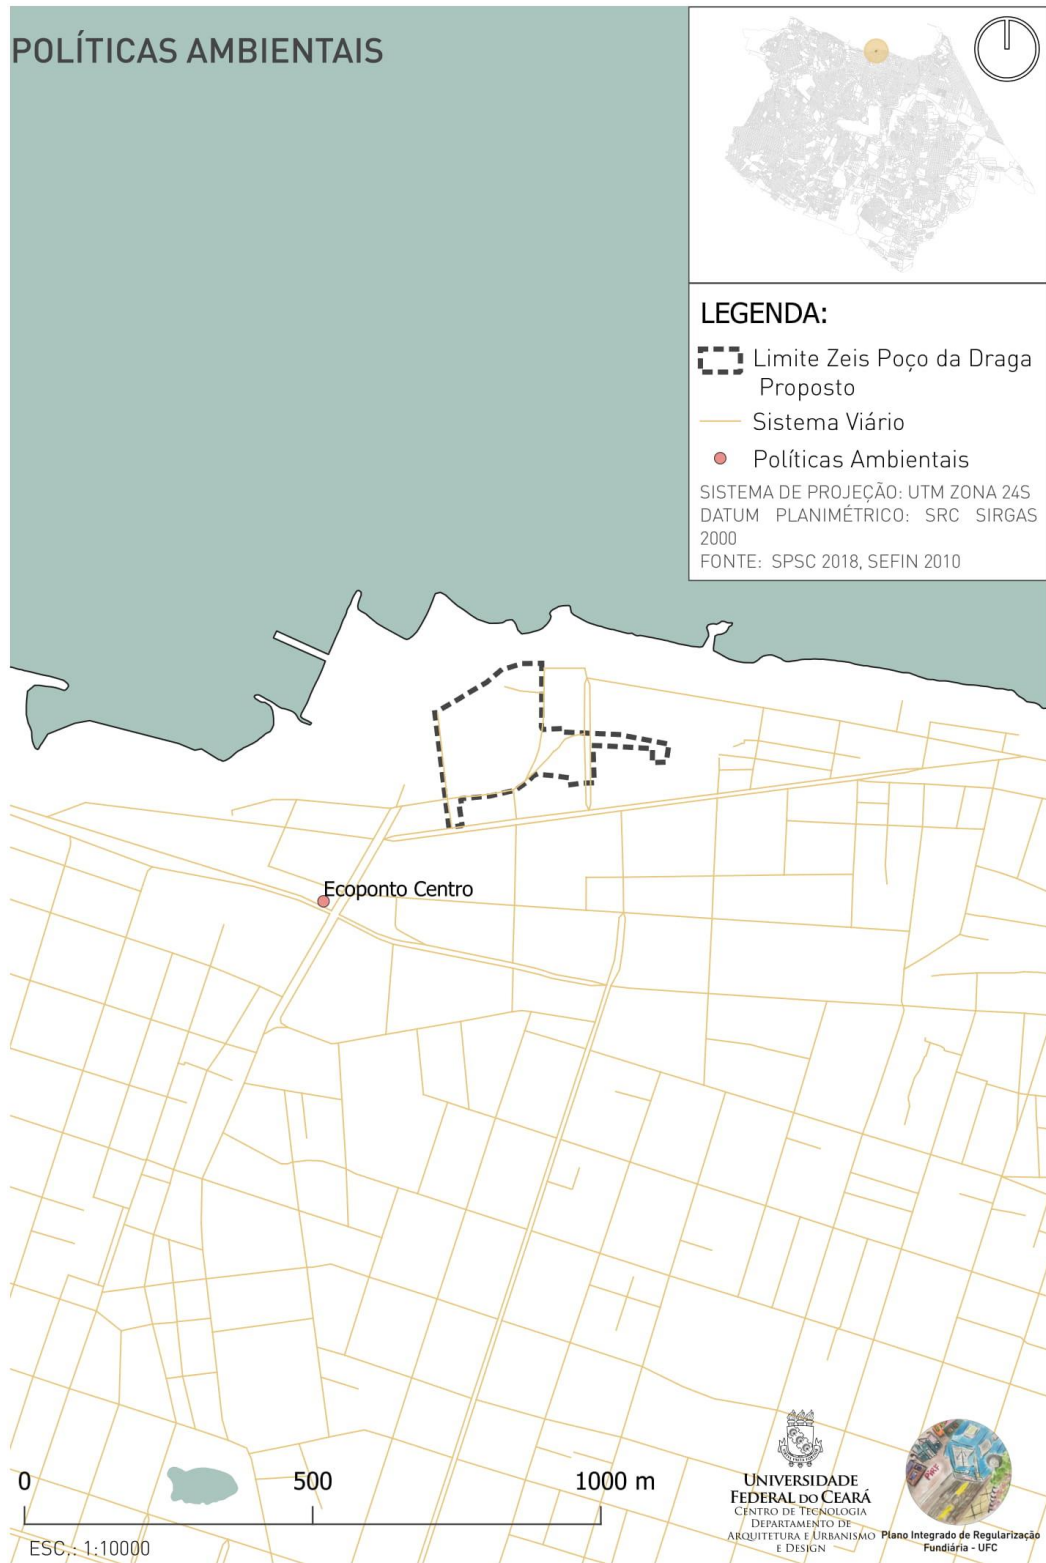 POLÍTICAS AMBIENTAIS
LEGENDA:
Limite Zeis Poço da Draga
Proposto
Sistema Viário
Políticas Ambientais
SISTEMA DE PROJEÇÃO: UTM ZONA 24S
DATUM PLANIMÉTRICO: SRC SIRGAS
2000
FONTE: SPSC 2018, SEFIN 2010
Ecoponto Centro
0 500 1000 m
ESC.: 1:10000
UNIVERSIDADE
FEDERAL DO CEARÁ
CENTRO DE TECNOLOGIA
DEPARTAMENTO DE
ARQUITETURA E URBANISMO
E DESIGN
Plano Integrado de Regularização
Fundiária - UFC